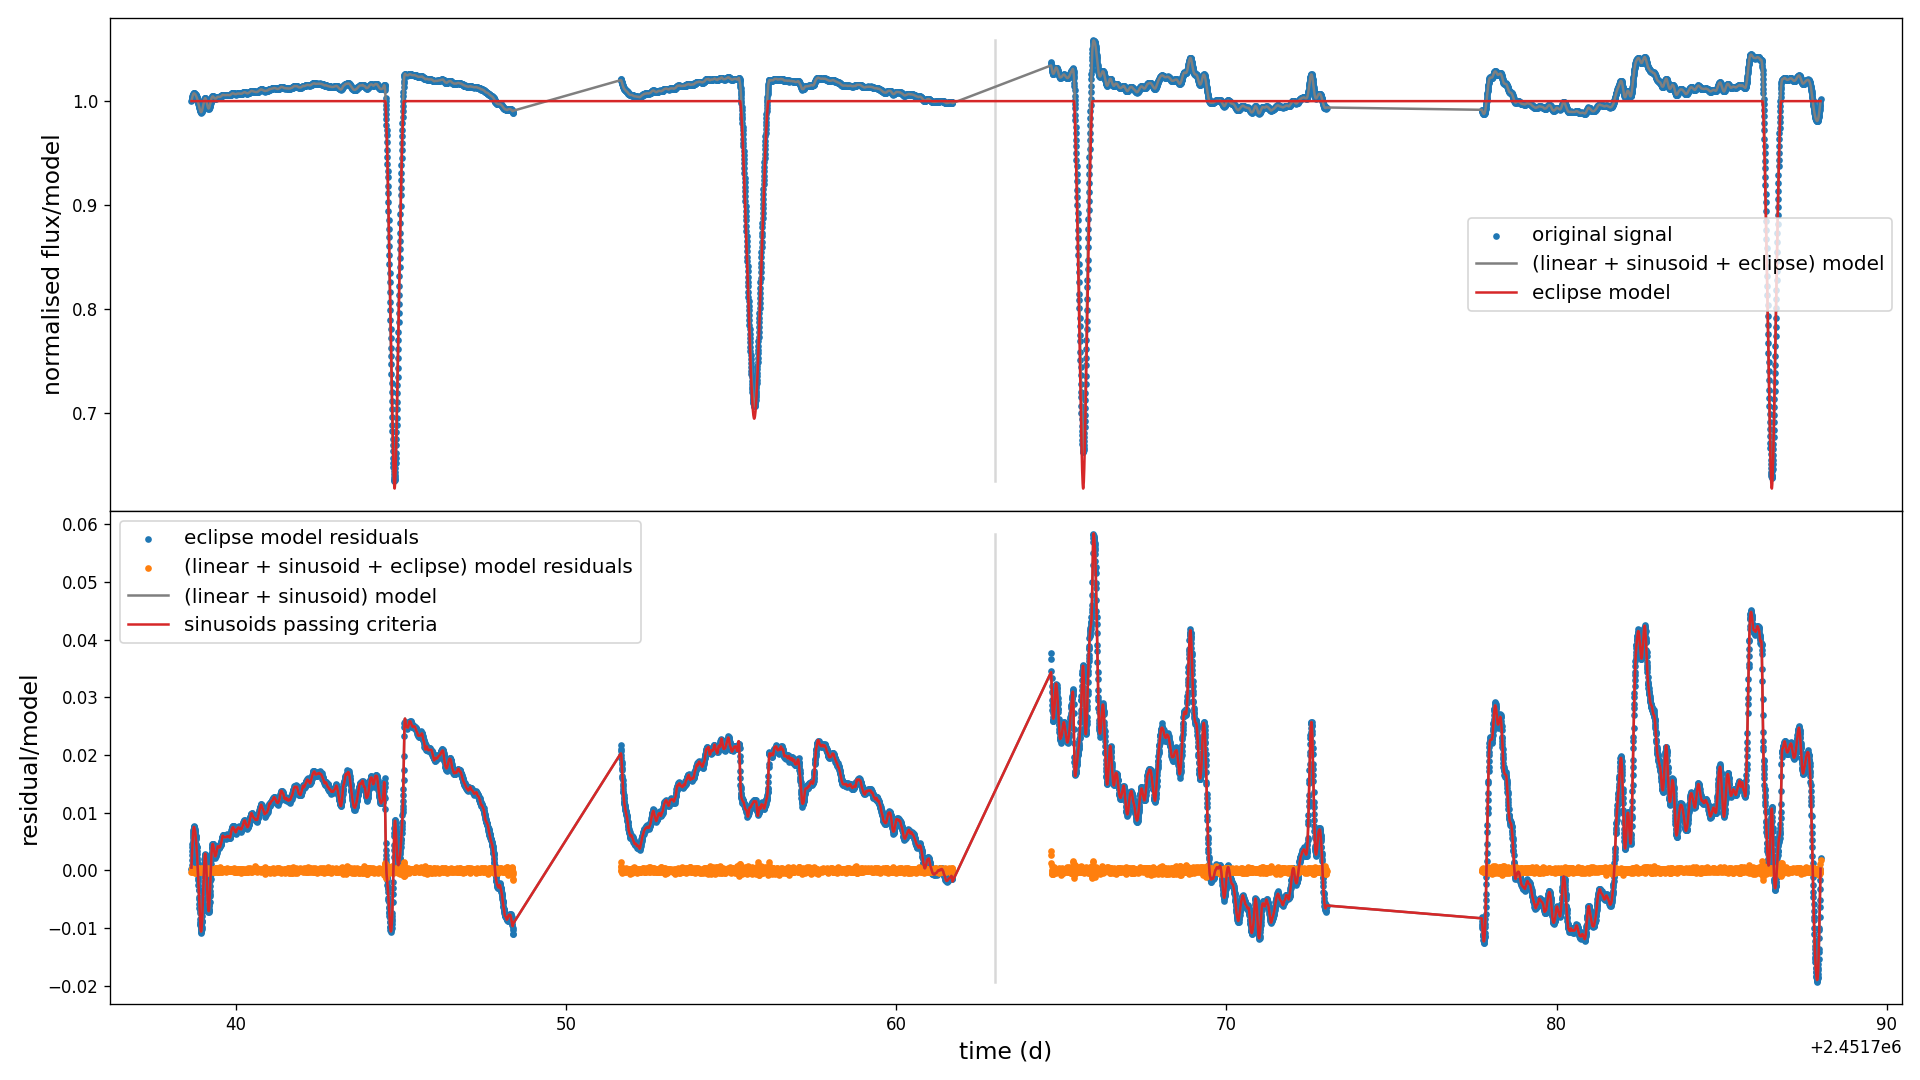 1.0
0.9
0.8
0.7
normalised flux/model
original signal
(linear + sinusoid + eclipse) model
eclipse model
0.06
0.05
0.04
0.03
0.02
0.01
0.00
−0.01
−0.02
residual/model
eclipse model residuals
(linear + sinusoid + eclipse) model residuals
(linear + sinusoid) model
sinusoids passing criteria
40 50 60 70 80 90
time (d)
+2.4517e6